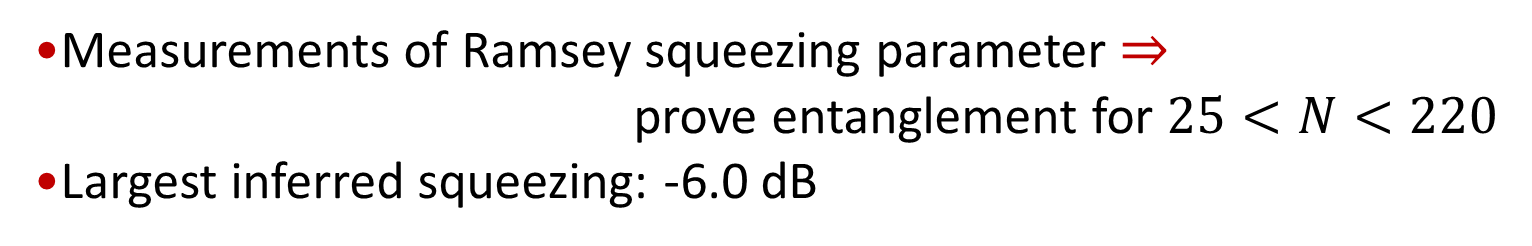 •Measurements of Ramsey squeezing parameter ⇒
prove entanglement for 25 < N < 220
•Largest inferred squeezing: -6.0 dB